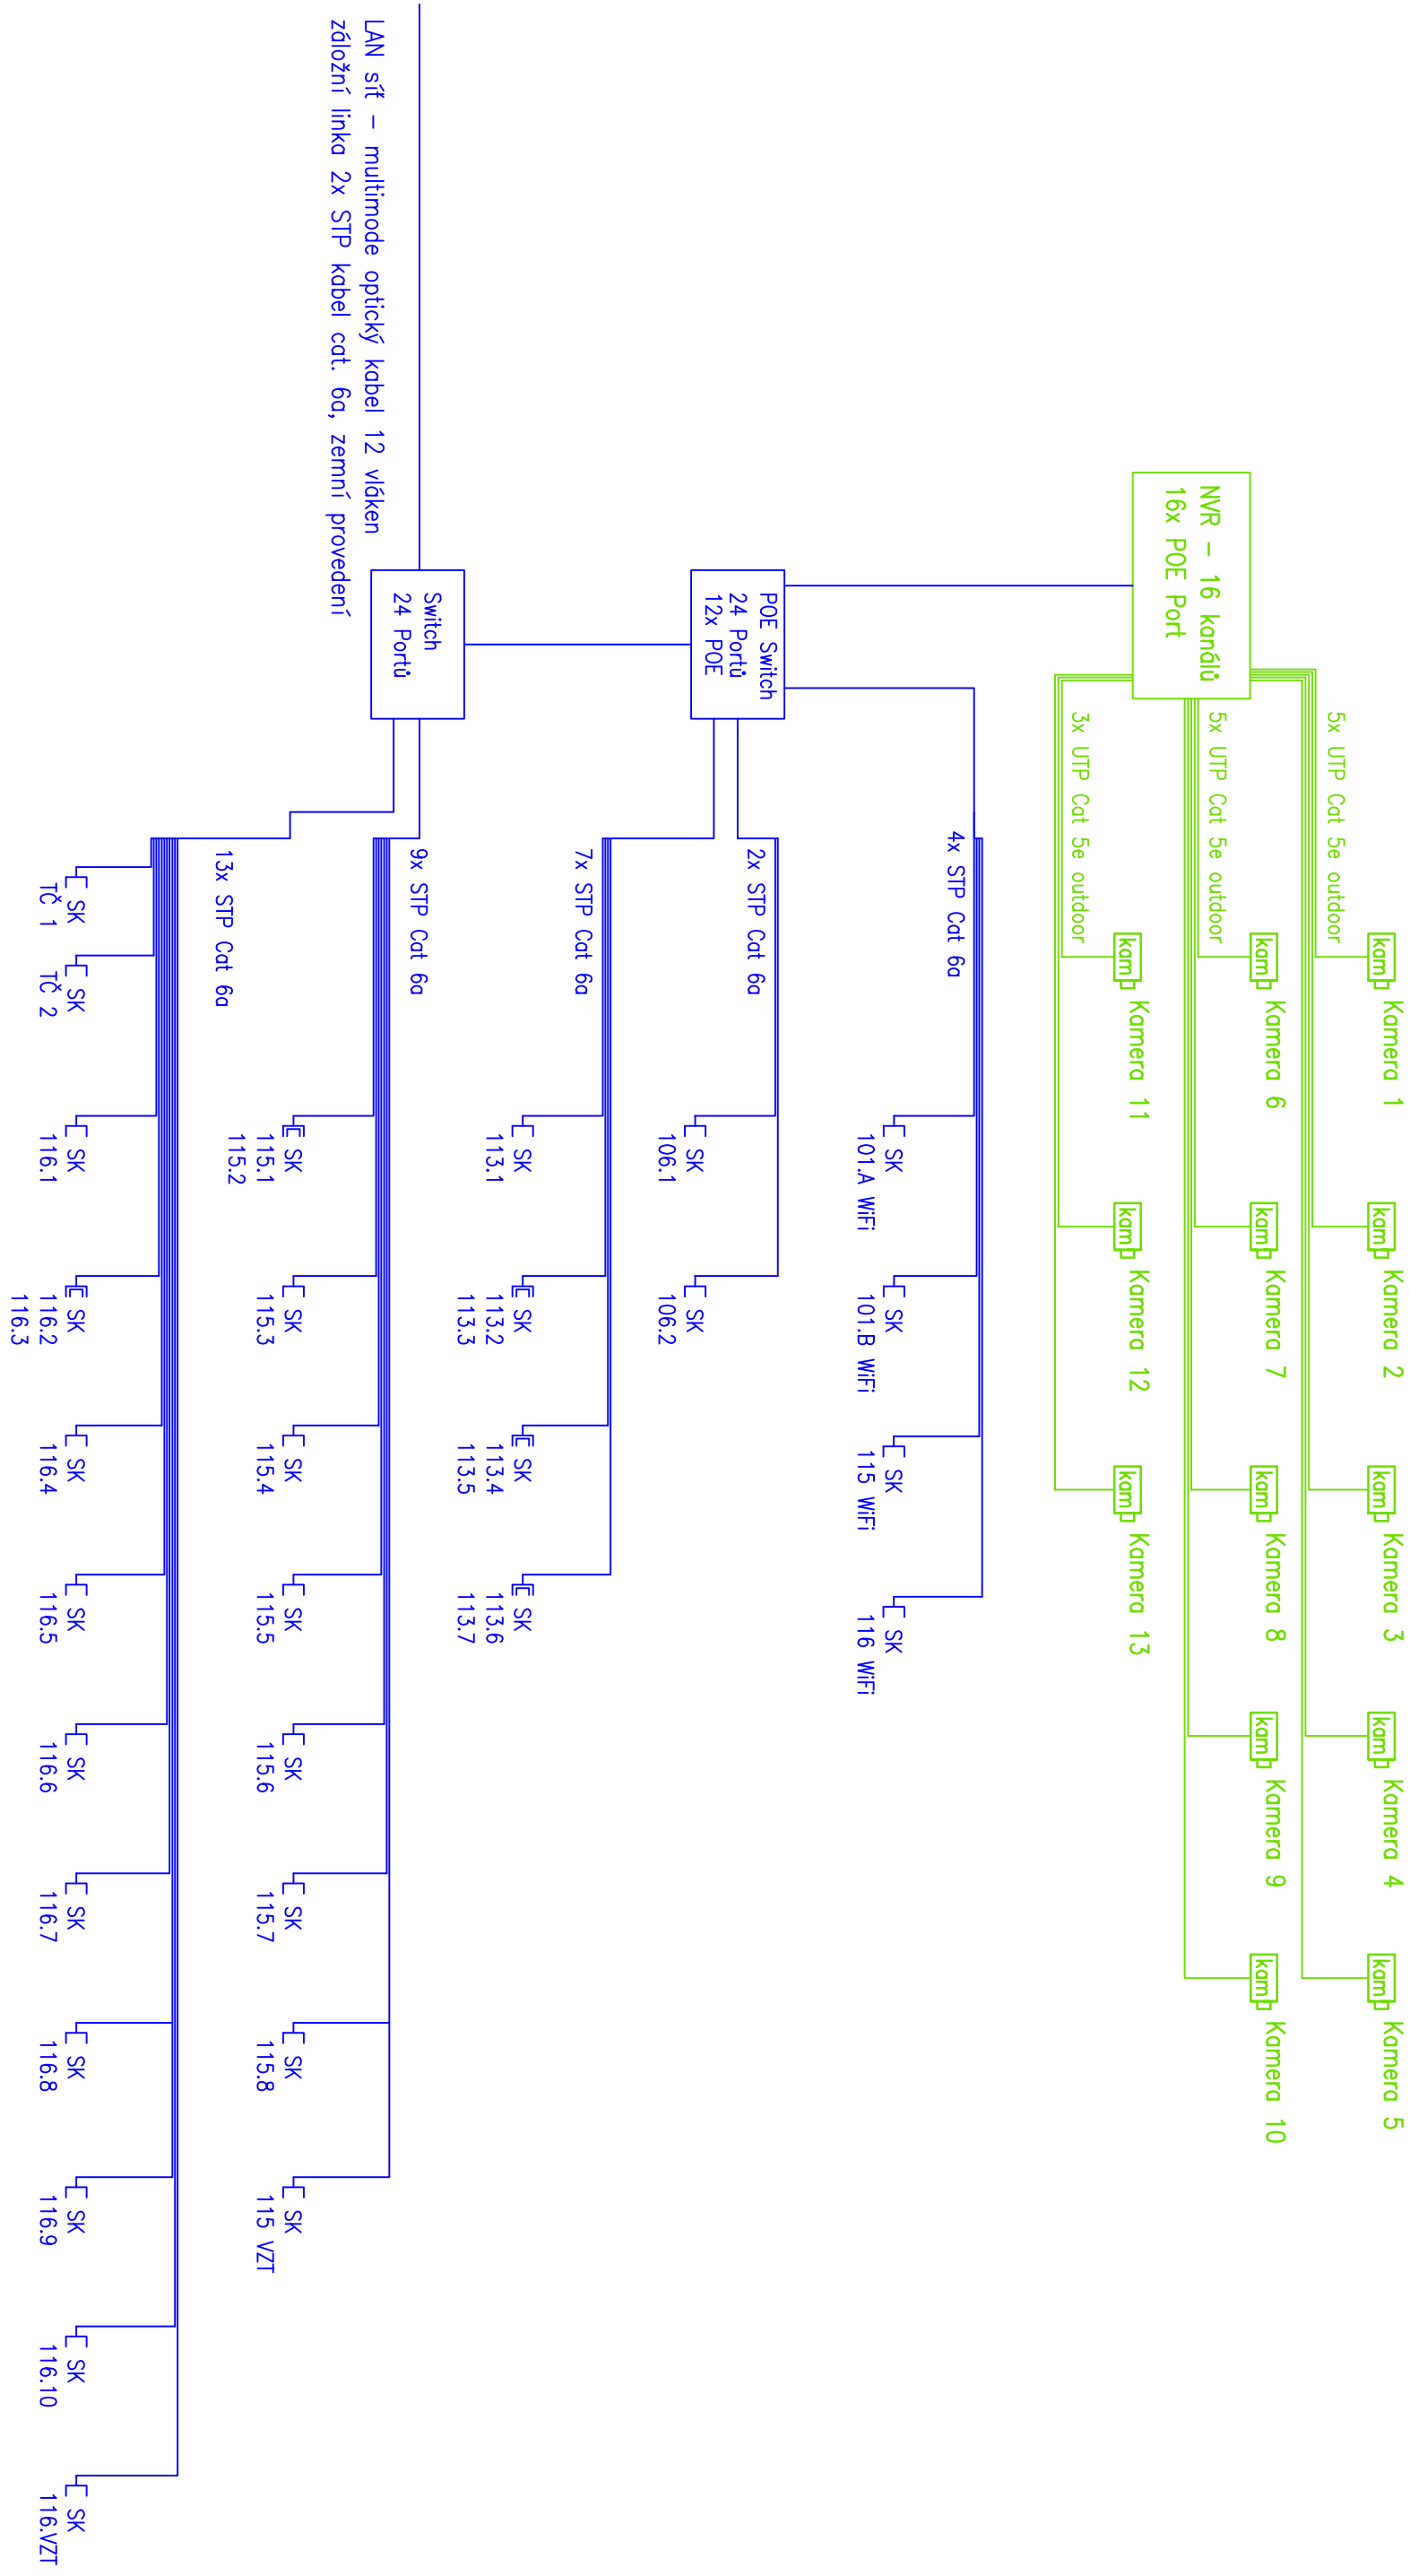 5x UTP Cat 5e outdoor
kam
Kamera 1
kam
Kamera 2
kam
Kamera 3
kam
Kamera 4
kam
Kamera 5
NVR – 16 kanálů
16x POE Port
5x UTP Cat 5e outdoor
kam
Kamera 6
kam
Kamera 7
kam
Kamera 8
kam
Kamera 9
kam
Kamera 10
3x UTP Cat 5e outdoor
kam
Kamera 11
kam
Kamera 12
kam
Kamera 13
4x STP Cat 6a
SK
101.A WiFi
SK
101.B WiFi
SK
115 WiFi
SK
116 WiFi
POE Switch
24 Portů
12x POE
2x STP Cat 6a
SK
106.1
SK
106.2
7x STP Cat 6a
SK
113.1
SK
113.2
113.3
SK
113.4
113.5
SK
113.6
113.7
Switch
24 Portů
LAN síť – multimode optický kabel 12 vláken
záložní linka 2x STP kabel cat. 6a, zemní provedení
9x STP Cat 6a
SK
115.1
115.2
SK
115.3
SK
115.4
SK
115.5
SK
115.6
SK
115.7
SK
115.8
SK
115 VZT
13x STP Cat 6a
SK
TČ 1
SK
TČ 2
SK
116.1
SK
116.2
116.3
SK
116.4
SK
116.5
SK
116.6
SK
116.7
SK
116.8
SK
116.9
SK
116.10
SK
116.VZT